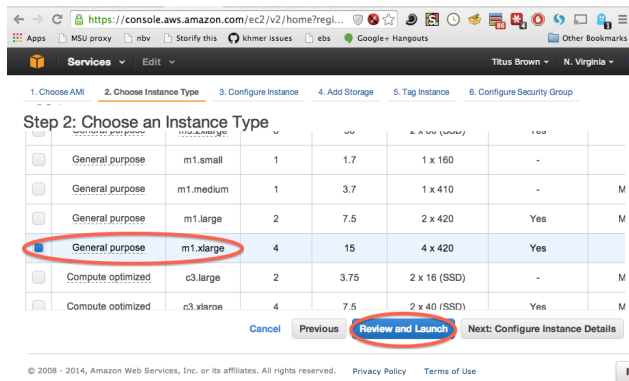 https://console.aws.amazon.com/ec2/v2/home?regi...
Apps MSU proxy nbv Storify this khmer issues ebs Google+ Hangouts Other Bookmarks
Services Edit Titus Brown N. Virginia
1. Choose AMI 2. Choose Instance Type 3. Configure Instance 4. Add Storage 5. Tag Instance 6. Configure Security Group
Step 2: Choose an Instance Type
General purpose m1.small 1 1.7 1 x 160 -
General purpose m1.medium 1 3.7 1 x 410 - M
General purpose m1.large 2 7.5 2 x 420 Yes M
General purpose m1.xlarge 4 15 4 x 420 Yes
Compute optimized c3.large 2 3.75 2 x 16 (SSD) - M
Compute optimized c3.xlarge 4 7.5 2 x 40 (SSD) Yes M
Cancel Previous Review and Launch Next: Configure Instance Details
© 2008 - 2014, Amazon Web Services, Inc. or its affiliates. All rights reserved. Privacy Policy Terms of Use